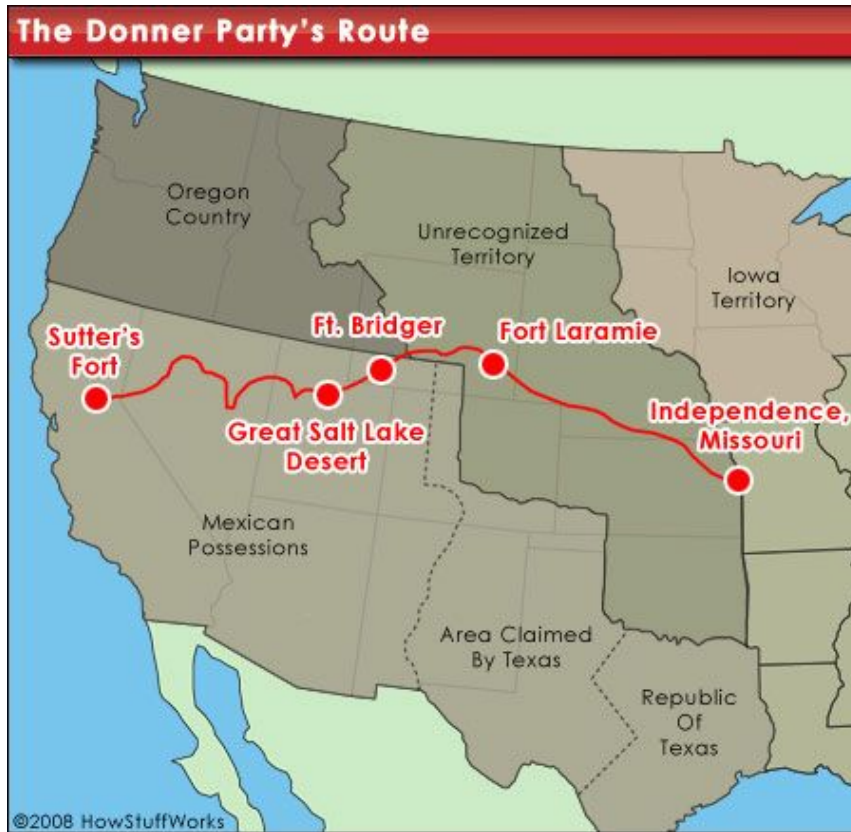 The Donner Party's Route
Oregon
Country
Unrecognized
Territory
Iowa
Territory
Sutter's
Fort
Ft. Bridger
Fort Laramie
Great Salt Lake
Desert
Independence,
Missouri
Mexican
Possessions
Area Claimed
By Texas
Republic
Of
Texas
©2008 HowStuffWorks